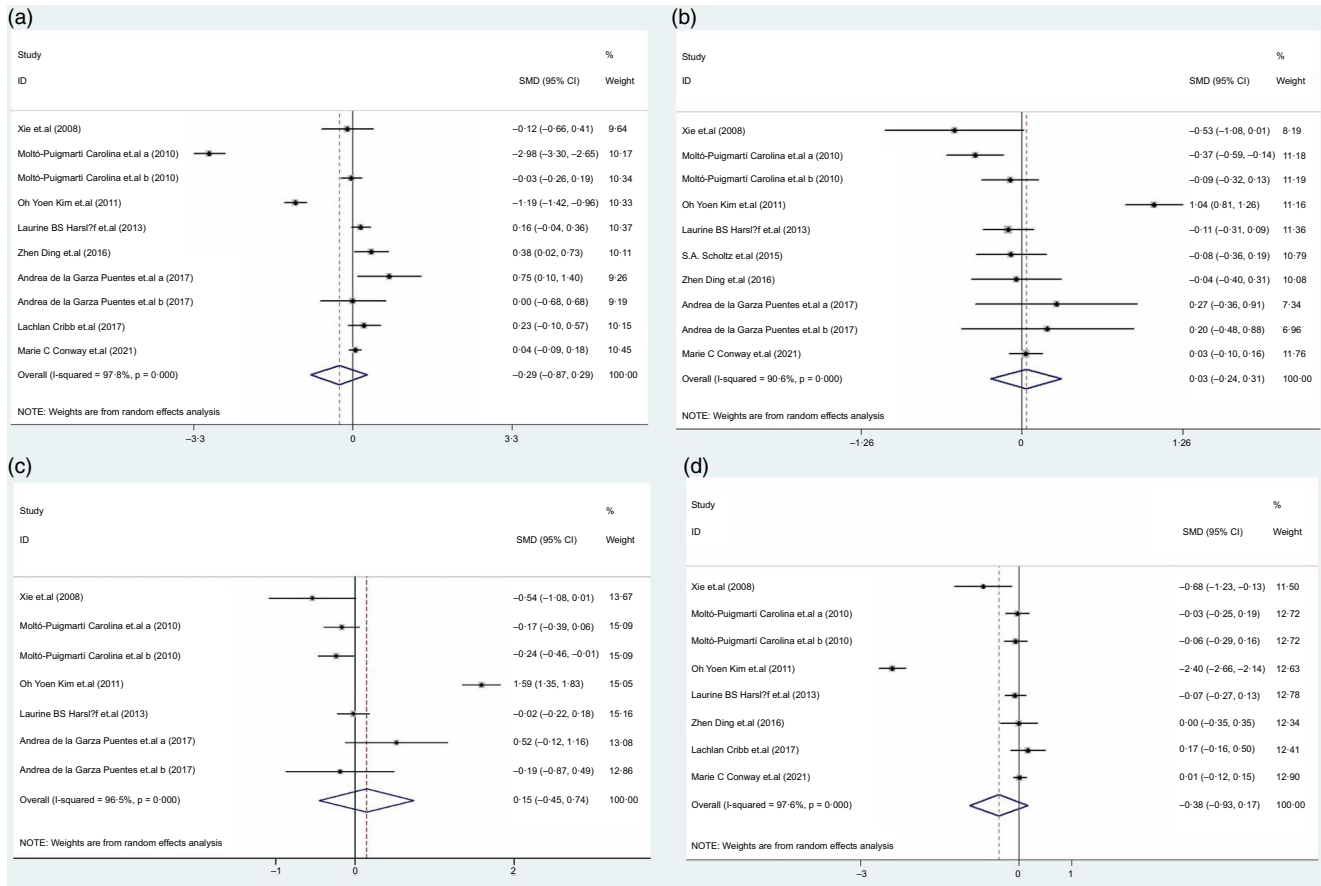 (a)
Study %
ID SMD (95% CI) Weight
Xie et.al (2008) –0·12 (–0·66, 0·41) 9·64
Moltó-Puigmartí Carolina et.al a (2010) –2·98 (–3·30, –2·65) 10·17
Moltó-Puigmartí Carolina et.al b (2010) –0·03 (–0·26, 0·19) 10·34
Oh Yoen Kim et.al (2011) –1·19 (–1·42, –0·96) 10·33
Laurine BS Harsl?f et.al (2013) 0·16 (–0·04, 0·36) 10·37
Zhen Ding et.al (2016) 0·38 (0·02, 0·73) 10·11
Andrea de la Garza Puentes et.al a (2017) 0·75 (0·10, 1·40) 9·26
Andrea de la Garza Puentes et.al b (2017) 0·00 (–0·68, 0·68) 9·19
Lachlan Cribb et.al (2017) 0·23 (–0·10, 0·57) 10·15
Marie C Conway et.al (2021) 0·04 (–0·09, 0·18) 10·45
Overall (I-squared = 97·8%, p = 0·000) –0·29 (–0·87, 0·29) 100·00
NOTE: Weights are from random effects analysis
–3·3 0 3·3
(b)
Study %
ID SMD (95% CI) Weight
Xie et.al (2008) –0·53 (–1·08, 0·01) 8·19
Moltó-Puigmartí Carolina et.al a (2010) –0·37 (–0·59, –0·14) 11·18
Moltó-Puigmartí Carolina et.al b (2010) –0·09 (–0·32, 0·13) 11·19
Oh Yoen Kim et.al (2011) 1·04 (0·81, 1·26) 11·16
Laurine BS Harsl?f et.al (2013) –0·11 (–0·31, 0·09) 11·36
S.A. Scholtz et.al (2015) –0·08 (–0·36, 0·19) 10·79
Zhen Ding et.al (2016) –0·04 (–0·40, 0·31) 10·08
Andrea de la Garza Puentes et.al a (2017) 0·27 (–0·36, 0·91) 7·34
Andrea de la Garza Puentes et.al b (2017) 0·20 (–0·48, 0·88) 6·96
Marie C Conway et.al (2021) 0·03 (–0·10, 0·16) 11·76
Overall (I-squared = 90·6%, p = 0·000) 0·03 (–0·24, 0·31) 100·00
NOTE: Weights are from random effects analysis
–1·26 0 1·26
(c)
Study %
ID SMD (95% CI) Weight
Xie et.al (2008) –0·54 (–1·08, 0·01) 13·67
Moltó-Puigmartí Carolina et.al a (2010) –0·17 (–0·39, 0·06) 15·09
Moltó-Puigmartí Carolina et.al b (2010) –0·24 (–0·46, –0·01) 15·09
Oh Yoen Kim et.al (2011) 1·59 (1·35, 1·83) 15·05
Laurine BS Harsl?f et.al (2013) –0·02 (–0·22, 0·18) 15·16
Andrea de la Garza Puentes et.al a (2017) 0·52 (–0·12, 1·16) 13·08
Andrea de la Garza Puentes et.al b (2017) –0·19 (–0·87, 0·49) 12·86
Overall (I-squared = 96·5%, p = 0·000) 0·15 (–0·45, 0·74) 100·00
NOTE: Weights are from random effects analysis
–1 0 2
(d)
Study %
ID SMD (95% CI) Weight
Xie et.al (2008) –0·68 (–1·23, –0·13) 11·50
Moltó-Puigmartí Carolina et.al a (2010) –0·03 (–0·25, 0·19) 12·72
Moltó-Puigmartí Carolina et.al b (2010) –0·06 (–0·29, 0·16) 12·72
Oh Yoen Kim et.al (2011) –2·40 (–2·66, –2·14) 12·63
Laurine BS Harsl?f et.al (2013) –0·07 (–0·27, 0·13) 12·78
Zhen Ding et.al (2016) 0·00 (–0·35, 0·35) 12·34
Lachlan Cribb et.al (2017) 0·17 (–0·16, 0·50) 12·41
Marie C Conway et.al (2021) 0·01 (–0·12, 0·15) 12·90
Overall (I-squared = 97·6%, p = 0·000) –0·38 (–0·93, 0·17) 100·00
NOTE: Weights are from random effects analysis
–3 0 1